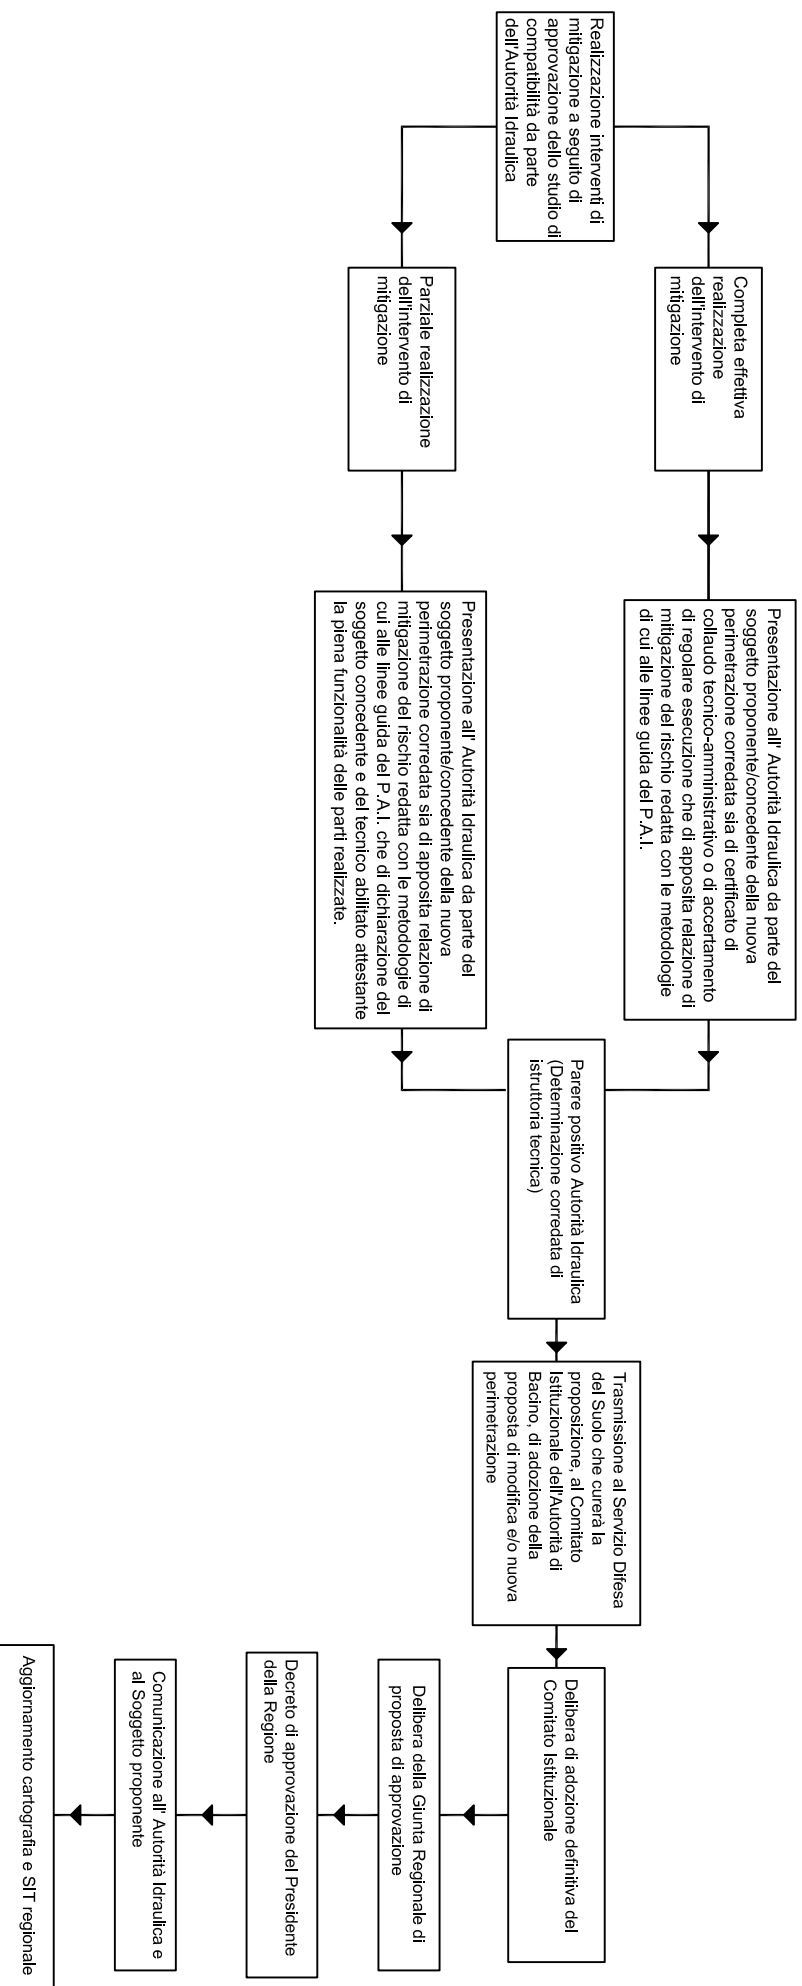 Realizzazione interventi di
mitigazione a seguito di
approvazione dello studio di
compatibilità da parte
dell'Autorità Idraulica
Completa effettiva
realizzazione
dell'intervento di
mitigazione
Presentazione all' Autorità Idraulica da parte del
soggetto proponente/concedente della nuova
perimetrazione corredata sia di certificato di
collaudo tecnico-amministrativo o di accertamento
di regolare esecuzione che di apposita relazione di
mitigazione del rischio redatta con le metodologie
di cui alle linee guida del P.A.I.
Parziale realizzazione
dell'intervento di
mitigazione
Presentazione all' Autorità Idraulica da parte del
soggetto proponente/concedente della nuova
perimetrazione corredata sia di apposita relazione di
mitigazione del rischio redatta con le metodologie di
cui alle linee guida del P.A.I. che di dichiarazione del
soggetto concedente e del tecnico abilitato attestante
la piena funzionalità delle parti realizzate.
Parere positivo Autorità Idraulica
(Determinazione corredata di
istruttoria tecnica)
Trasmissione al Servizio Difesa
del Suolo che curerà la
proposizione, al Comitato
Istituzionale dell'Autorità di
Bacino, di adozione della
proposta di modifica e/o nuova
perimetrazione
Delibera di adozione definitiva del
Comitato Istituzionale
Delibera della Giunta Regionale di
proposta di approvazione
Decreto di approvazione del Presidente
della Regione
Comunicazione all' Autorità Idraulica e
al Soggetto proponente
Aggiornamento cartografia e SIT regionale